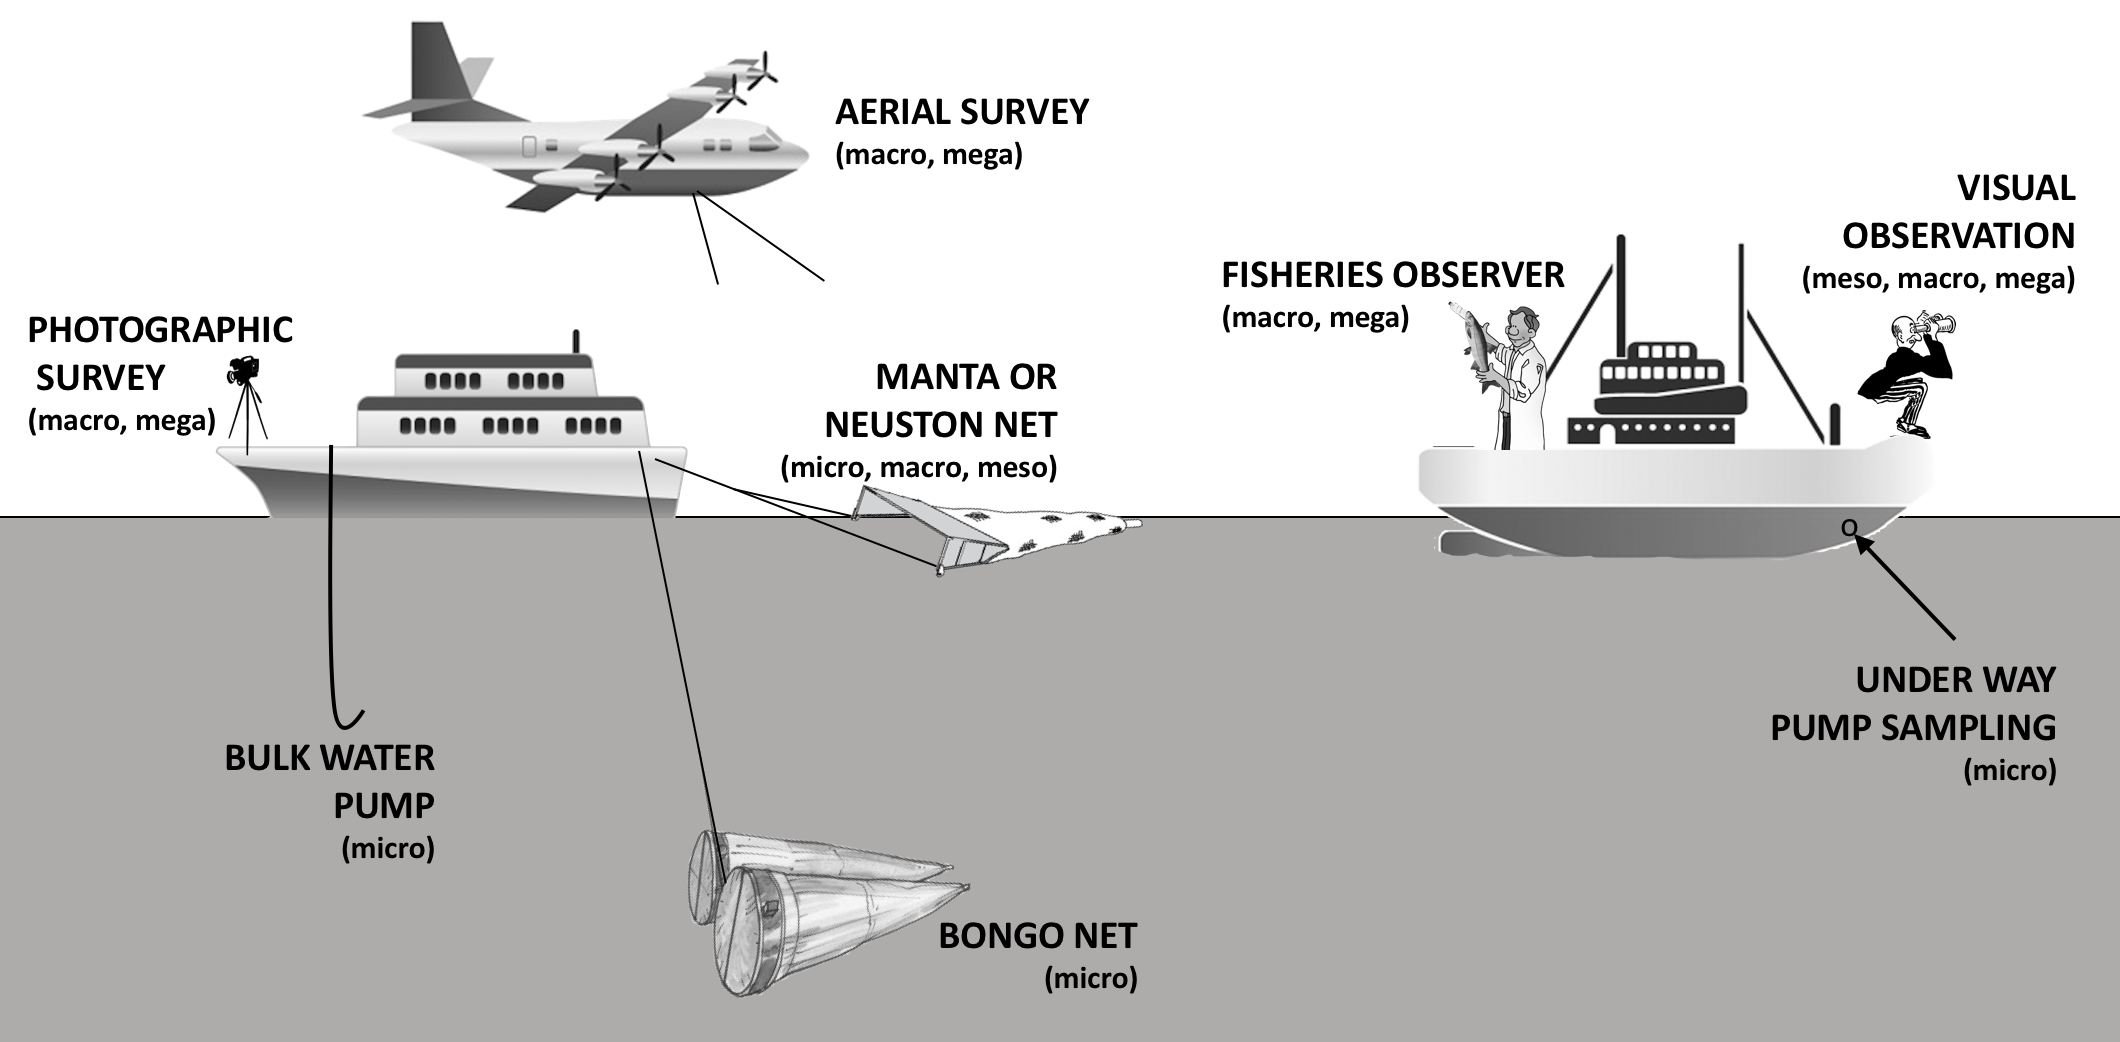 AERIAL SURVEY
(macro, mega)
VISUAL
OBSERVATION
(meso, macro, mega)
FISHERIES OBSERVER
(macro, mega)
PHOTOGRAPHIC
SURVEY
(macro, mega)
MANTA OR
NEUSTON NET
(micro, macro, meso)
UNDER WAY
PUMP SAMPLING
(micro)
BULK WATER
PUMP
(micro)
BONGO NET
(micro)